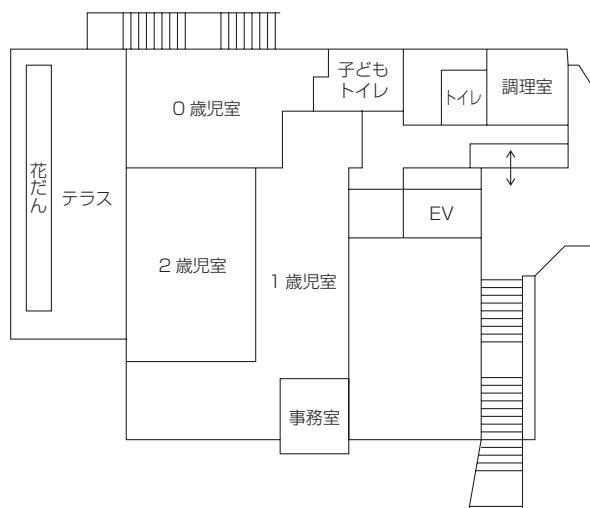 子ども
トイレ
調理室
トイレ
0歳児室
花だん
テラス
EV
2歳児室
1歳児室
事務室